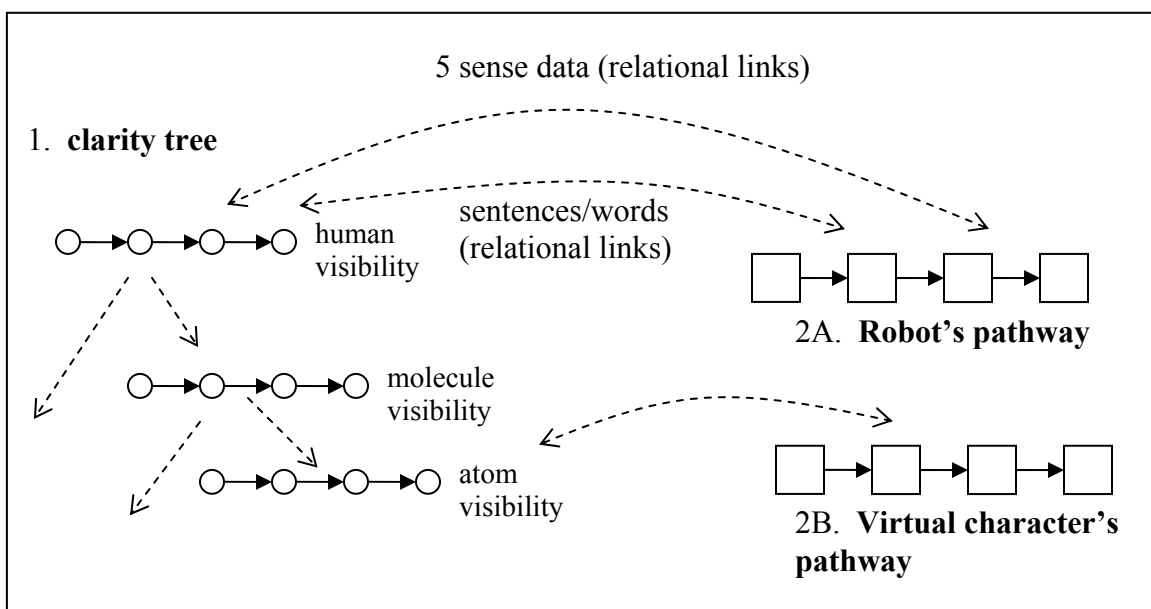 5 sense data (relational links)
1. clarity tree
sentences/words
(relational links)
human
visibility
2A. Robot's pathway
molecule
visibility
atom
visibility
2B. Virtual character's
pathway